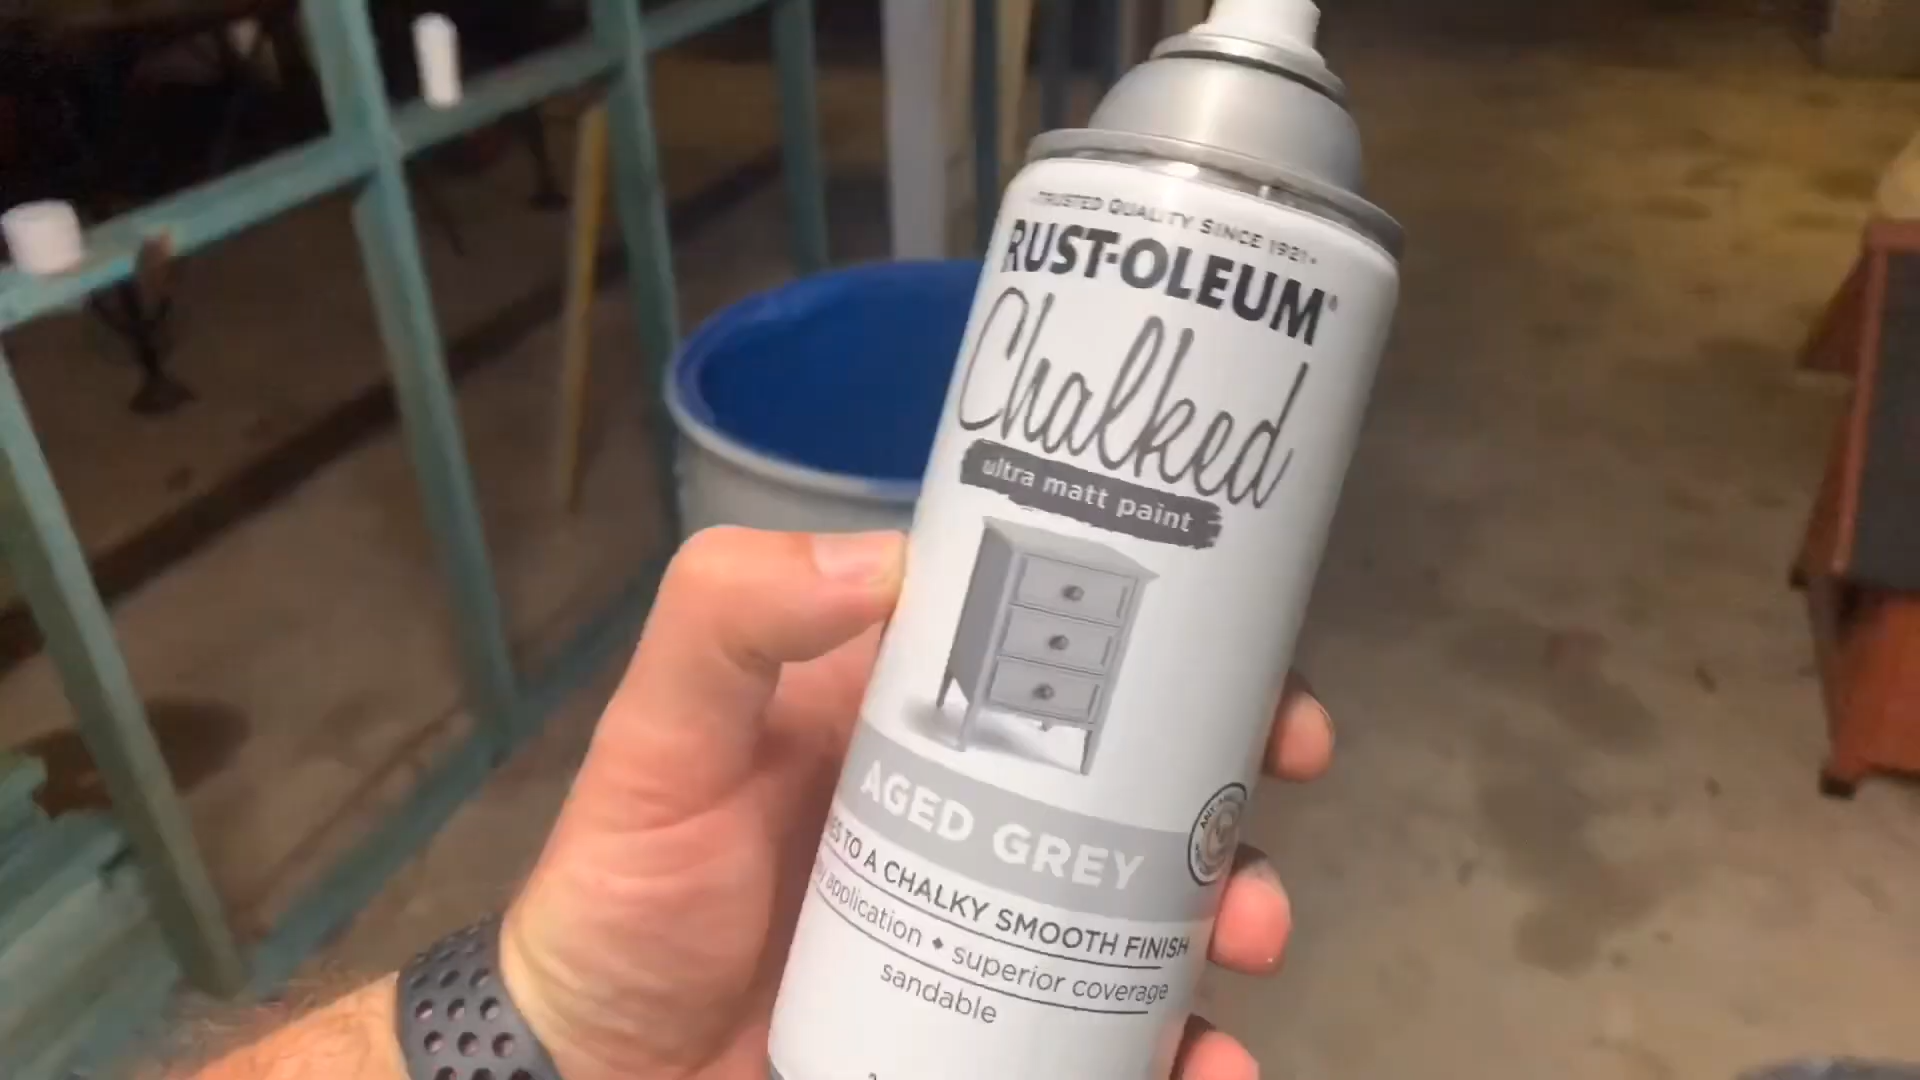 TRUSTED QUALITY SINCE 1921
RUST-OLEUM®
Chalked
ultra matt paint
AGED GREY
TO A CHALKY SMOOTH FINISH
application ♦ superior coverage
sandable